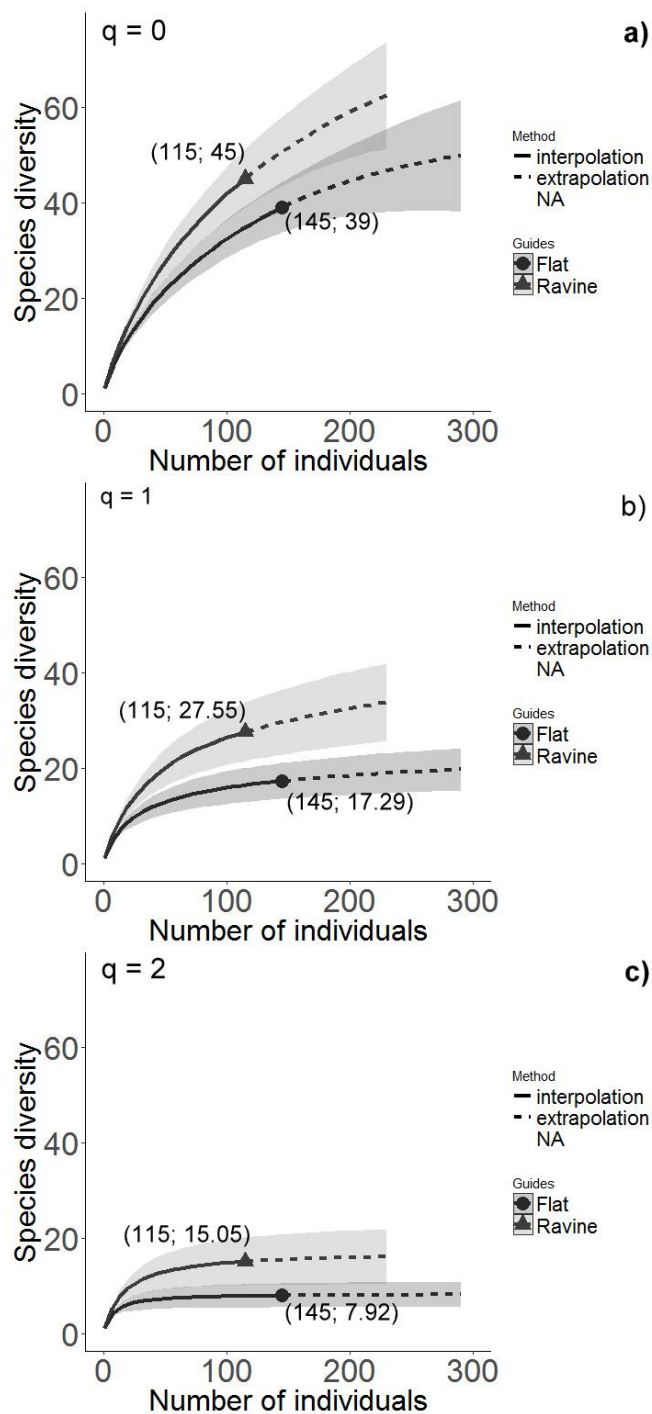 q = 0
a)
Species diversity
60
40
20
0
(115; 45)
(145; 39)
0 100 200 300
Number of individuals
Method
interpolation
extrapolation
NA
Guides
Flat
Ravine
q = 1
b)
Species diversity
60
40
20
0
(115; 27.55)
(145; 17.29)
0 100 200 300
Number of individuals
Method
interpolation
extrapolation
NA
Guides
Flat
Ravine
q = 2
c)
Species diversity
60
40
20
0
(115; 15.05)
(145; 7.92)
0 100 200 300
Number of individuals
Method
interpolation
extrapolation
NA
Guides
Flat
Ravine